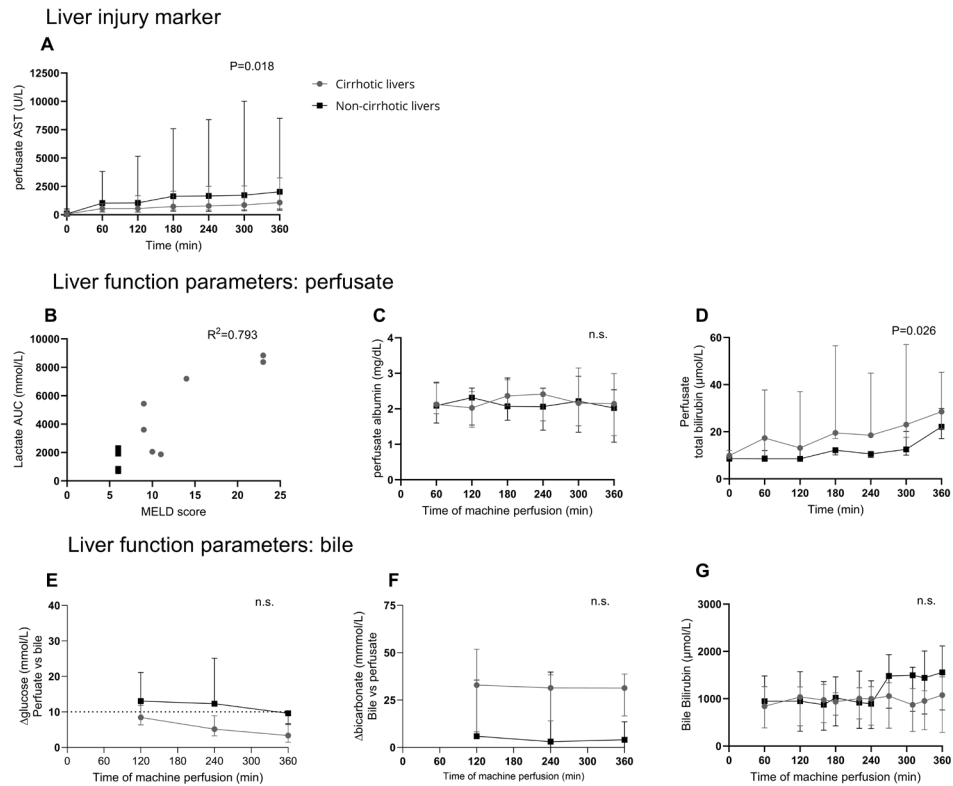 Liver injury marker
A
P=0.018
12500
10000
7500
5000
2500
0
perfusate AST (U/L)
0 60 120 180 240 300 360
Time (min)
Cirrhotic livers
Non-cirrhotic livers
Liver function parameters: perfusate
B
R²=0.793
10000
8000
6000
4000
2000
0
Lactate AUC (mmol/L)
0 5 10 15 20 25
MELD score
C
n.s.
4
3
2
1
0
perfusate albumin (mg/dL)
0 60 120 180 240 300 360
Time of machine perfusion (min)
D
P=0.026
60
40
20
0
Perfusate
total bilirubin (µmol/L)
0 60 120 180 240 300 360
Time (min)
Liver function parameters: bile
E
n.s.
40
30
20
10
0
Δglucose (mmol/L)
Perfuate vs bile
0 60 120 180 240 300 360
Time of machine perfusion (min)
F
n.s.
75
50
25
0
Δbicarbonate (mmmol/L)
Bile vs perfusate
0 60 120 180 240 300 360
Time of machine perfusion (min)
G
n.s.
3000
2000
1000
0
Bile Bilirubin (µmol/L)
0 60 120 180 240 300 360
Time of machine perfusion (min)